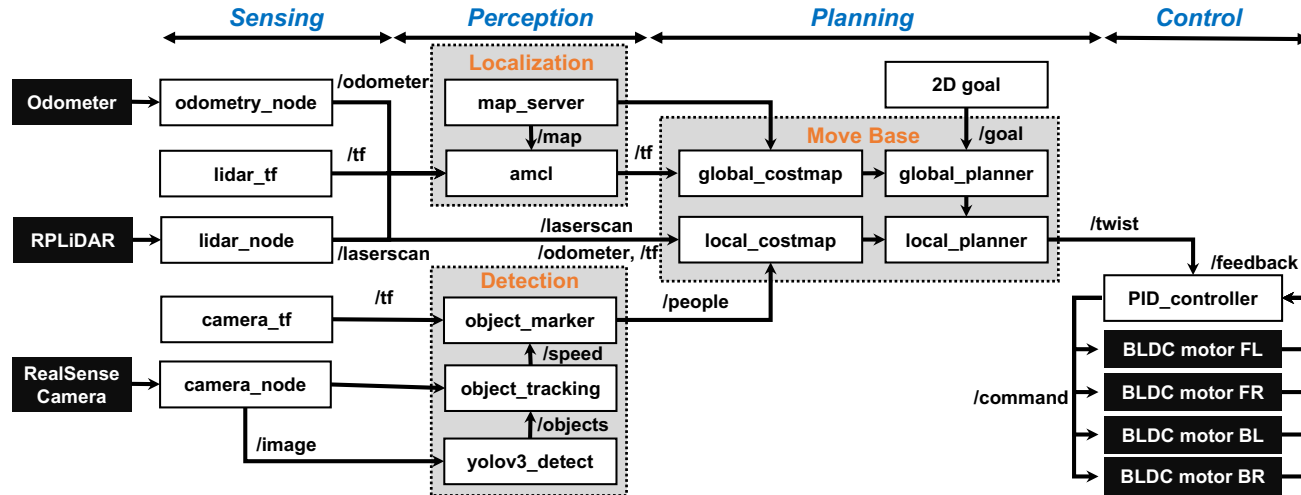 Sensing
Perception
Planning
Control
Localization
/odometer
Odometer
odometry_node
map_server
2D goal
/map
/goal
Move Base
/tf
/tf
lidar_tf
amcl
global_costmap
global_planner
RPLiDAR
lidar_node
/laserscan
/laserscan
/odometer, /tf
local_costmap
local_planner
/twist
/feedback
Detection
/tf
/people
camera_tf
object_marker
PID_controller
/speed
RealSense
Camera
camera_node
object_tracking
/objects
/image
yolov3_detect
/command
BLDC motor FL
BLDC motor FR
BLDC motor BL
BLDC motor BR